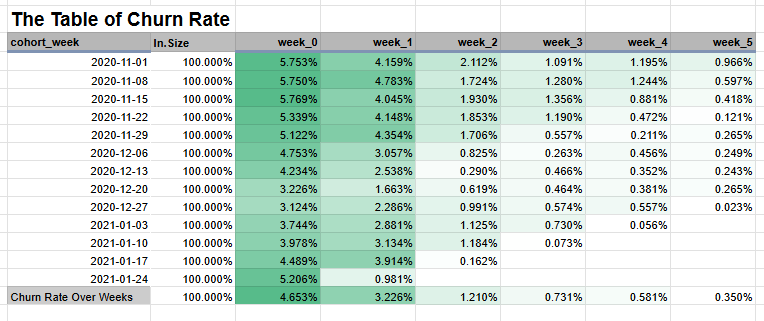 The Table of Churn Rate
cohort_week In.Size week_0 week_1 week_2 week_3 week_4 week_5
2020-11-01 100.000% 5.753% 4.159% 2.112% 1.091% 1.195% 0.966%
2020-11-08 100.000% 5.750% 4.783% 1.724% 1.280% 1.244% 0.597%
2020-11-15 100.000% 5.769% 4.045% 1.930% 1.356% 0.881% 0.418%
2020-11-22 100.000% 5.339% 4.148% 1.853% 1.190% 0.472% 0.121%
2020-11-29 100.000% 5.122% 4.354% 1.706% 0.557% 0.211% 0.265%
2020-12-06 100.000% 4.753% 3.057% 0.825% 0.263% 0.456% 0.249%
2020-12-13 100.000% 4.234% 2.538% 0.290% 0.466% 0.352% 0.243%
2020-12-20 100.000% 3.226% 1.663% 0.619% 0.464% 0.381% 0.265%
2020-12-27 100.000% 3.124% 2.286% 0.991% 0.574% 0.557% 0.023%
2021-01-03 100.000% 3.744% 2.881% 1.125% 0.730% 0.056%
2021-01-10 100.000% 3.978% 3.134% 1.184% 0.073%
2021-01-17 100.000% 4.489% 3.914% 0.162%
2021-01-24 100.000% 5.206% 0.981%
Churn Rate Over Weeks 100.000% 4.653% 3.226% 1.210% 0.731% 0.581% 0.350%